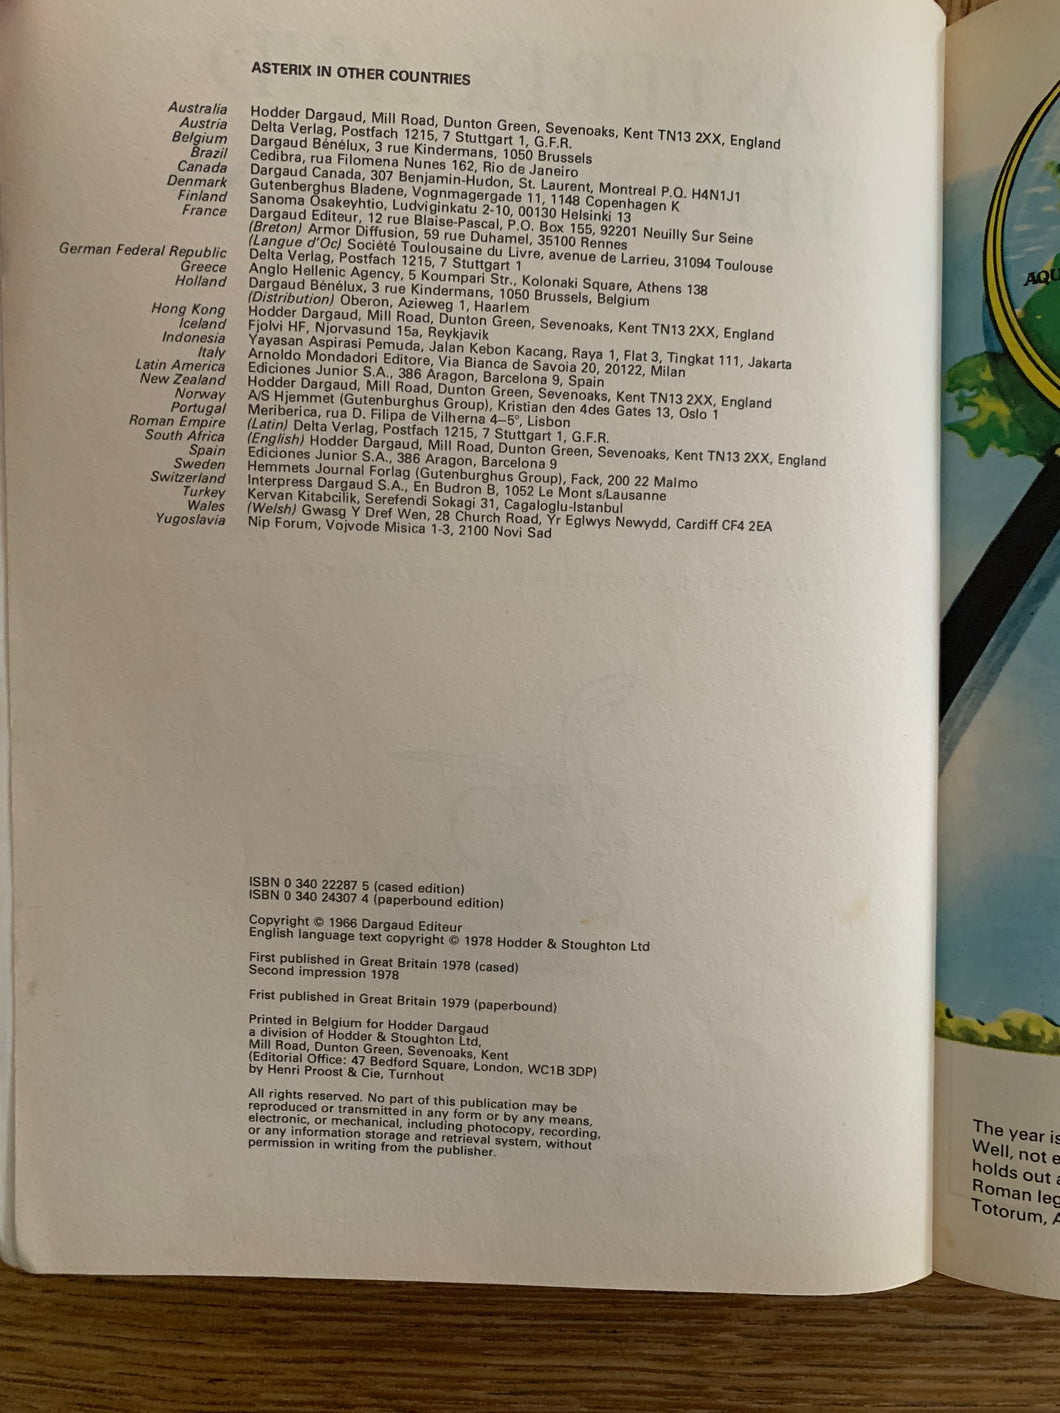 ASTERIX IN OTHER COUNTRIES
Australia Hodder Dargaud, Mill Road, Dunton Green, Sevenoaks, Kent TN13 2XX, England
Austria Delta Verlag, Postfach 1215, 7 Stuttgart 1, G.F.R.
Belgium Dargaud Bénélux, 3 rue Kindermans, 1050 Brussels
Brazil Cedibra, rua Filomena Nunes 162, Rio de Janeiro
Canada Dargaud Canada, 307 Benjamin-Hudon, St. Laurent, Montreal P.Q. H4N1J1
Denmark Gutenberghus Bladene, Vognmagergade 11, 1148 Copenhagen K
Finland Sanoma Osakeyhtio, Ludviginkatu 2-10, 00130 Helsinki 13
France Dargaud Editeur, 12 rue Blaise-Pascal, P.O. Box 155, 92201 Neuilly Sur Seine
(Breton) Armor Diffusion, 59 rue Duhamel, 35100 Rennes
(Langue d'Oc) Société Toulousaine du Livre, avenue de Larrieu, 31094 Toulouse
German Federal Republic Delta Verlag, Postfach 1215, 7 Stuttgart 1
Greece Anglo Hellenic Agency, 5 Koumpari Str., Kolonaki Square, Athens 138
Holland Dargaud Bénélux, 3 rue Kindermans, 1050 Brussels, Belgium
(Distribution) Oberon, Azieweg 1, Haarlem
Hong Kong Hodder Dargaud, Mill Road, Dunton Green, Sevenoaks, Kent TN13 2XX, England
Iceland Fjolvi HF, Njorvasund 15a, Reykjavik
Indonesia Yayasan Aspirasi Pemuda, Jalan Kebon Kacang, Raya 1, Flat 3, Tingkat 111, Jakarta
Italy Arnoldo Mondadori Editore, Via Bianca de Savoia 20, 20122, Milan
Latin America Ediciones Junior S.A., 386 Aragon, Barcelona 9, Spain
New Zealand Hodder Dargaud, Mill Road, Dunton Green, Sevenoaks, Kent TN13 2XX, England
Norway A/S Hjemmet (Gutenburghus Group), Kristian den 4des Gates 13, Oslo 1
Portugal Meriberica, rua D. Filipa de Vilherna 4–5°, Lisbon
Roman Empire (Latin) Delta Verlag, Postfach 1215, 7 Stuttgart 1, G.F.R.
South Africa (English) Hodder Dargaud, Mill Road, Dunton Green, Sevenoaks, Kent TN13 2XX, England
Spain Ediciones Junior S.A., 386 Aragon, Barcelona 9
Sweden Hemmets Journal Forlag (Gutenburghus Group), Fack, 200 22 Malmo
Switzerland Interpress Dargaud S.A., En Budron B, 1052 Le Mont s/Lausanne
Turkey Kervan Kitabcilik, Serefendi Sokagi 31, Cagaloglu-Istanbul
Wales (Welsh) Gwasg Y Dref Wen, 28 Church Road, Yr Eglwys Newydd, Cardiff CF4 2EA
Yugoslavia Nip Forum, Vojvode Misica 1-3, 2100 Novi Sad
ISBN 0 340 22287 5 (cased edition)
ISBN 0 340 24307 4 (paperbound edition)
Copyright © 1966 Dargaud Editeur
English language text copyright © 1978 Hodder & Stoughton Ltd
First published in Great Britain 1978 (cased)
Second impression 1978
Frist published in Great Britain 1979 (paperbound)
Printed in Belgium for Hodder Dargaud
a division of Hodder & Stoughton Ltd,
Mill Road, Dunton Green, Sevenoaks, Kent
(Editorial Office: 47 Bedford Square, London, WC1B 3DP)
by Henri Proost & Cie, Turnhout
All rights reserved. No part of this publication may be
reproduced or transmitted in any form or by any means,
electronic, or mechanical, including photocopy, recording,
or any information storage and retrieval system, without
permission in writing from the publisher.
AQU
The year is
Well, not e
holds out a
Roman leg
Totorum, A